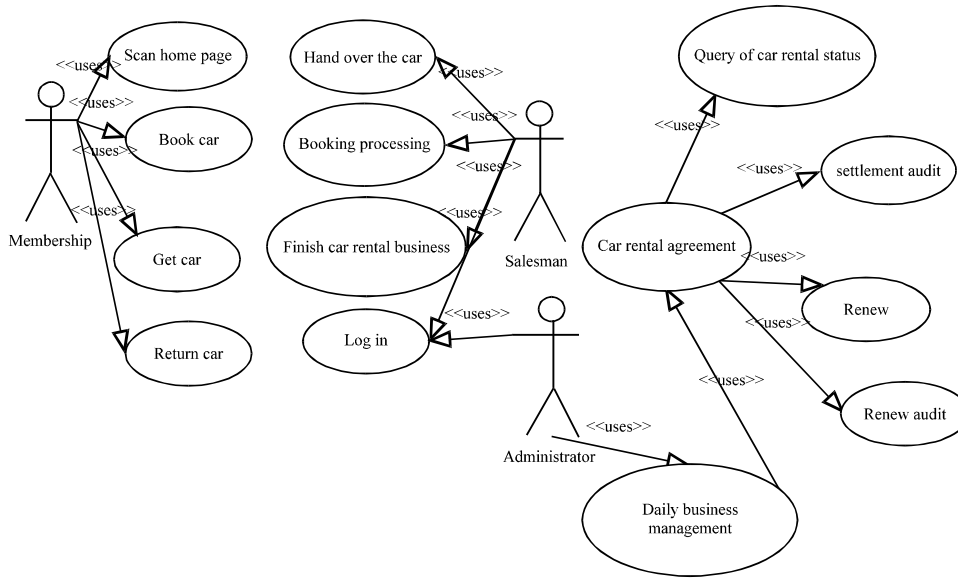 Scan home page
<<uses>>
<<uses>>
Book car
<<uses>>
<<uses>>
Membership
Get car
Return car
Hand over the car
<<uses>>
<<uses>>
Booking processing
<<uses>>
<<uses>>
Finish car rental business
Salesman
<<uses>>
Log in
Administrator
<<uses>>
Query of car rental status
<<uses>>
<<uses>>
settlement audit
Car rental agreement
<<uses>>
Renew
<<uses>>
<<uses>>
Renew audit
Daily business
management